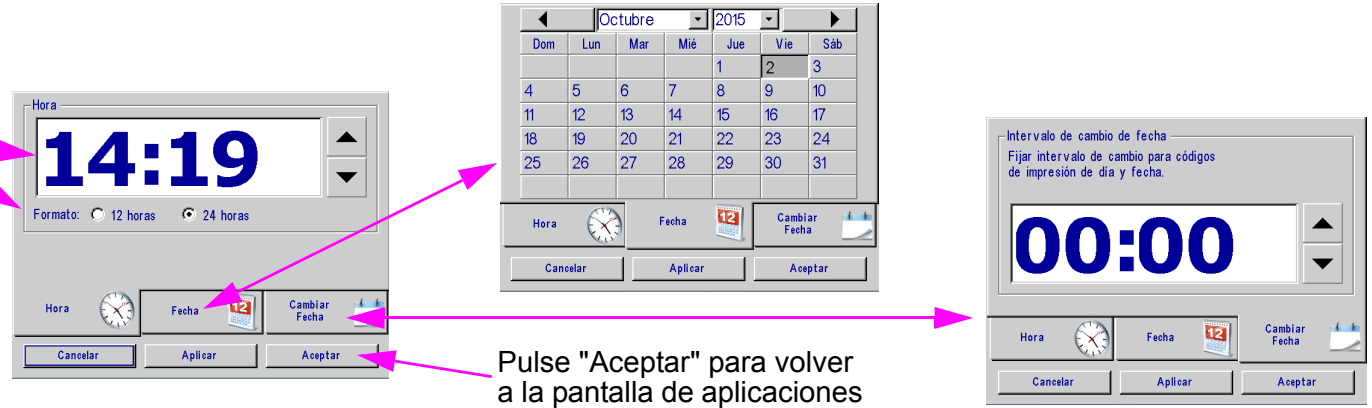 Hora
14:19
Formato: 12 horas 24 horas
Hora
Fecha
12
Cambiar
Fecha
Cancelar Aplicar Aceptar
Octubre 2015
Dom Lun Mar Mié Jue Vie Sáb
1 2 3
4 5 6 7 8 9 10
11 12 13 14 15 16 17
18 19 20 21 22 23 24
25 26 27 28 29 30 31
Hora
Fecha
12
Cambiar
Fecha
Cancelar Aplicar Aceptar
Pulse "Aceptar" para volver
a la pantalla de aplicaciones
Intervalo de cambio de fecha
Fijar intervalo de cambio para códigos
de impresión de día y fecha.
00:00
Hora
Fecha
12
Cambiar
Fecha
Cancelar Aplicar Aceptar